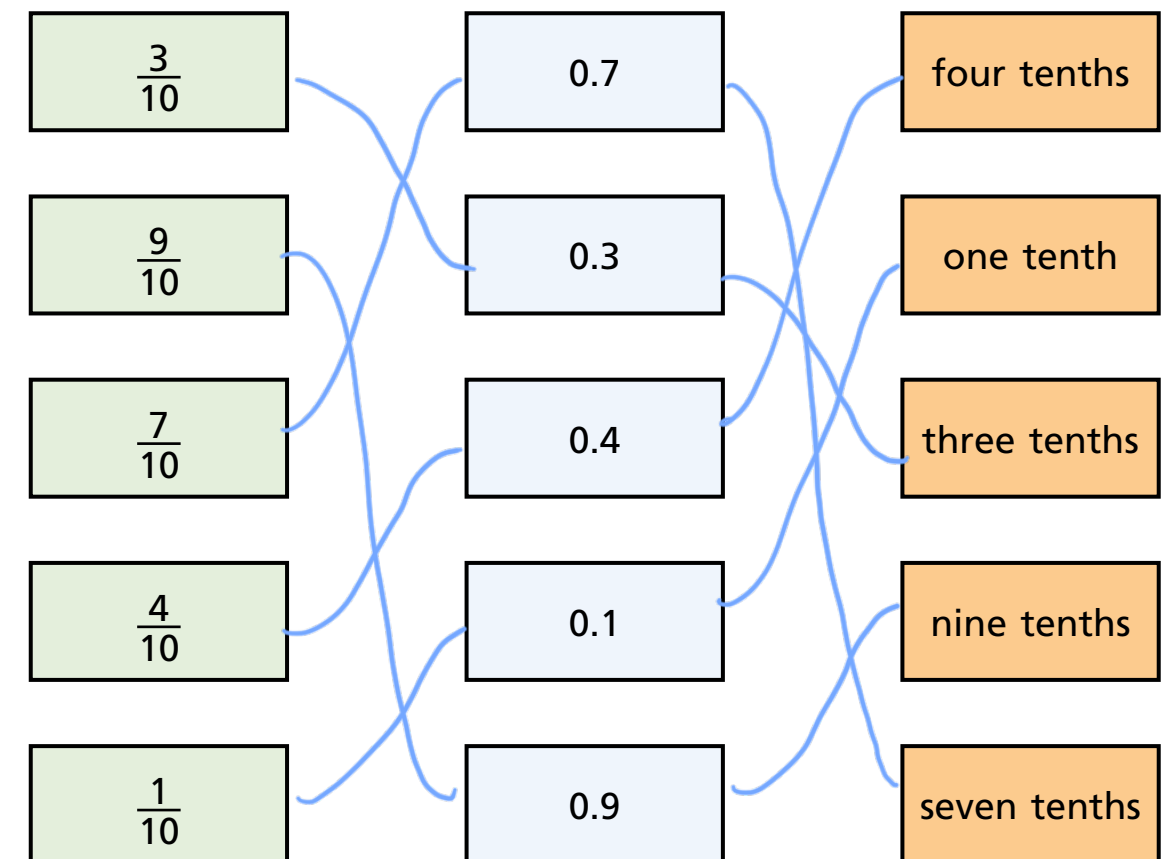 3/10 0.7 four tenths
9/10 0.3 one tenth
7/10 0.4 three tenths
4/10 0.1 nine tenths
1/10 0.9 seven tenths